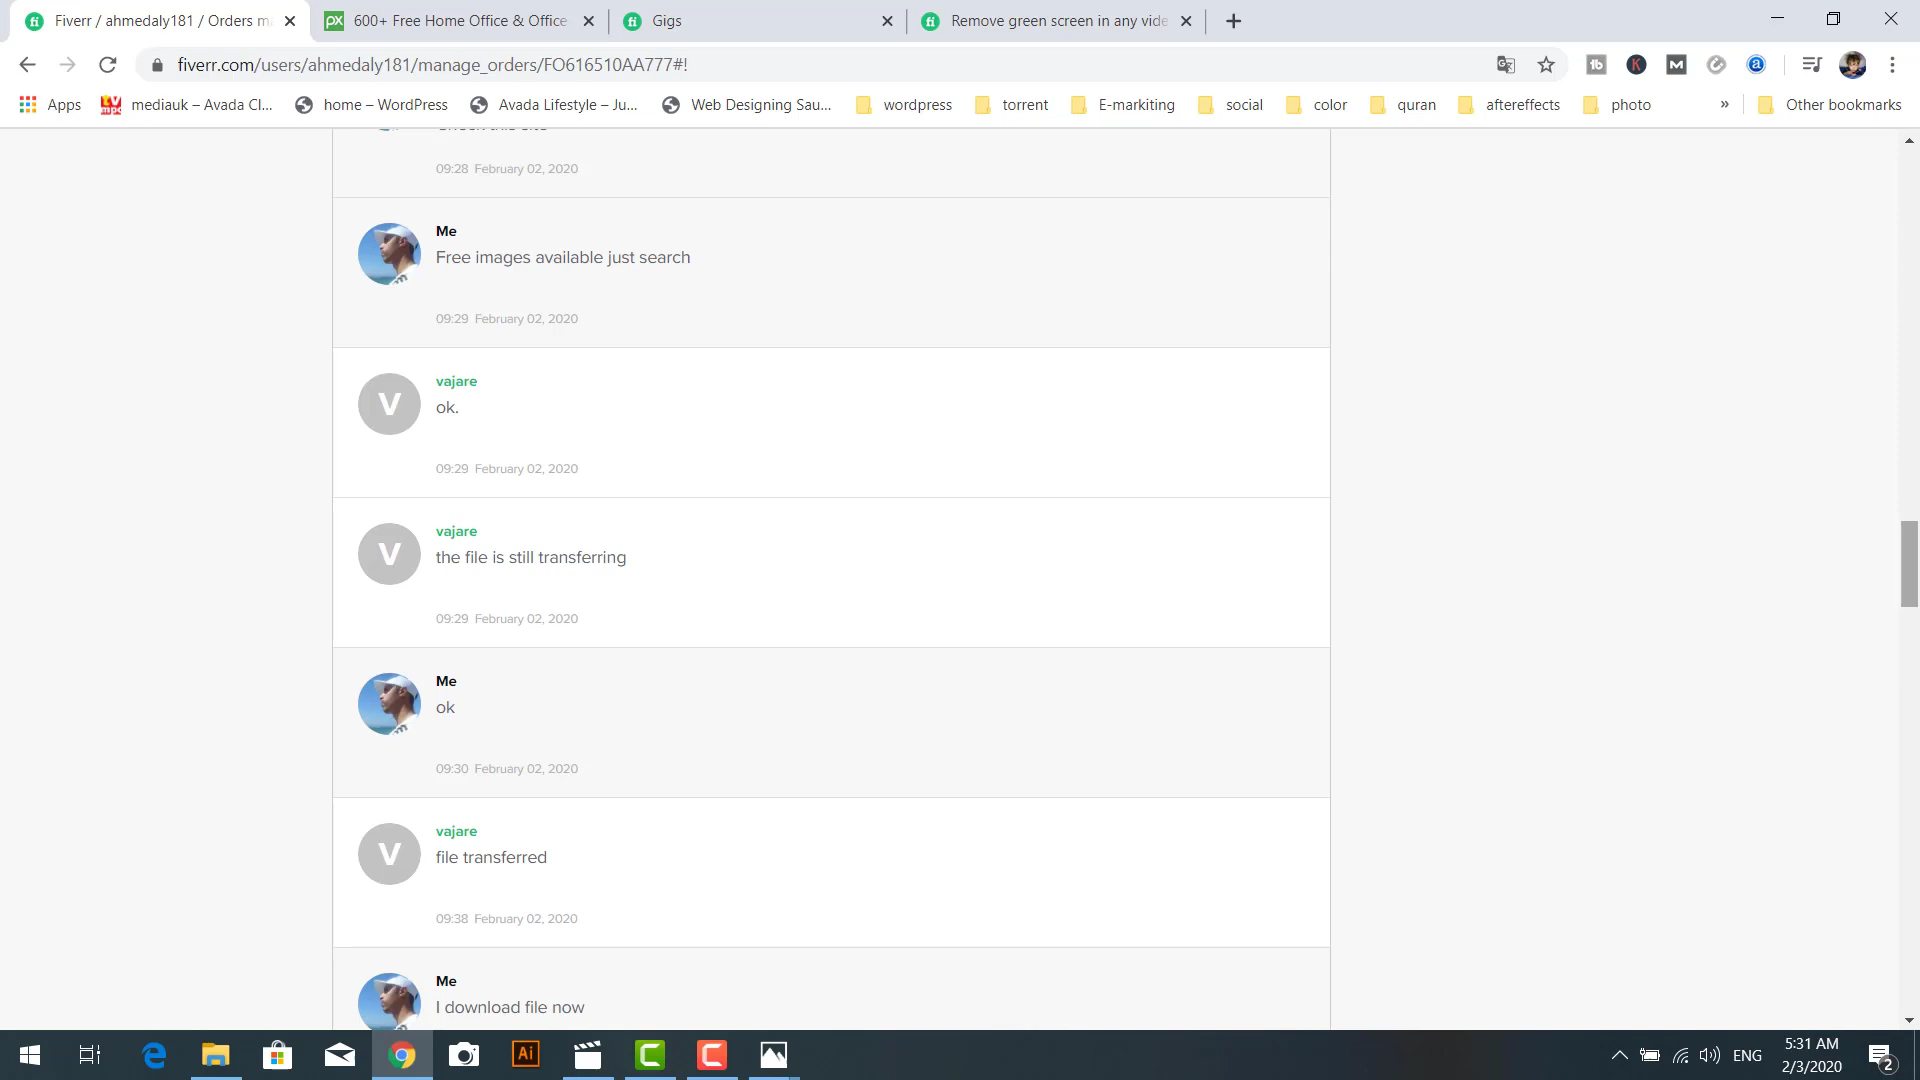 Fiverr / ahmedaly181 / Orders m
600+ Free Home Office & Office
Gigs
Remove green screen in any vide
fiverr.com/users/ahmedaly181/manage_orders/FO616510AA777#!
Apps
mediauk – Avada Cl...
home – WordPress
Avada Lifestyle – Ju...
Web Designing Sau...
wordpress
torrent
E-markiting
social
color
quran
aftereffects
photo
»
Other bookmarks
09:28 February 02, 2020
Me
Free images available just search
09:29 February 02, 2020
V
vajare
ok.
09:29 February 02, 2020
V
vajare
the file is still transferring
09:29 February 02, 2020
Me
ok
09:30 February 02, 2020
V
vajare
file transferred
09:38 February 02, 2020
Me
I download file now
ENG
5:31 AM
2/3/2020
2